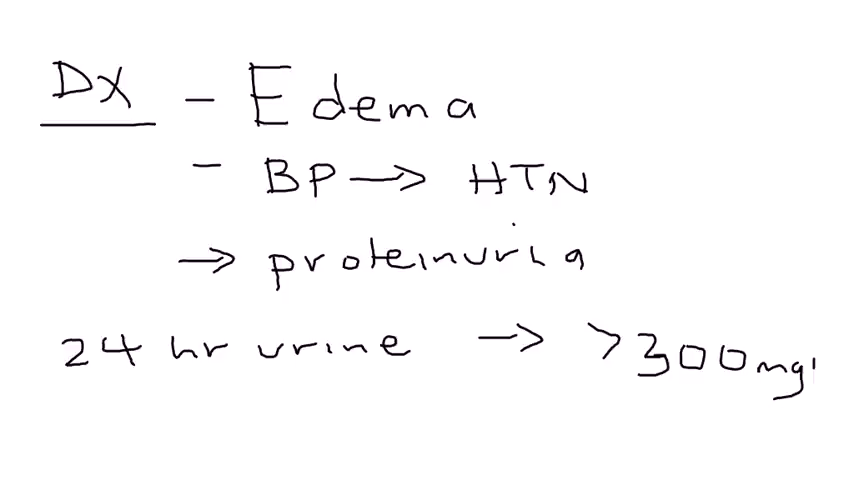 DX - Edema
- BP → HTN
→ proteinuria
24 hr urine → >300mg